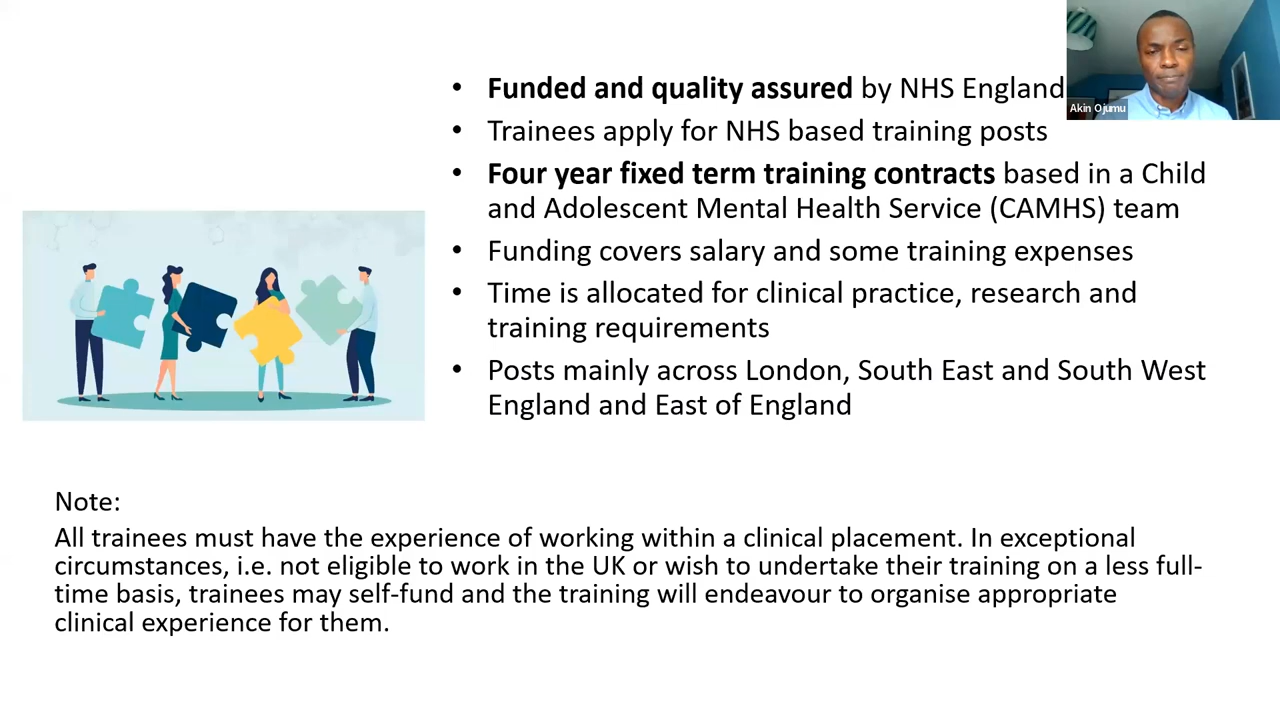 • Funded and quality assured by NHS England
Akin Ojumu
• Trainees apply for NHS based training posts
• Four year fixed term training contracts based in a Child
and Adolescent Mental Health Service (CAMHS) team
• Funding covers salary and some training expenses
• Time is allocated for clinical practice, research and
training requirements
• Posts mainly across London, South East and South West
England and East of England
Note:
All trainees must have the experience of working within a clinical placement. In exceptional
circumstances, i.e. not eligible to work in the UK or wish to undertake their training on a less full-
time basis, trainees may self-fund and the training will endeavour to organise appropriate
clinical experience for them.